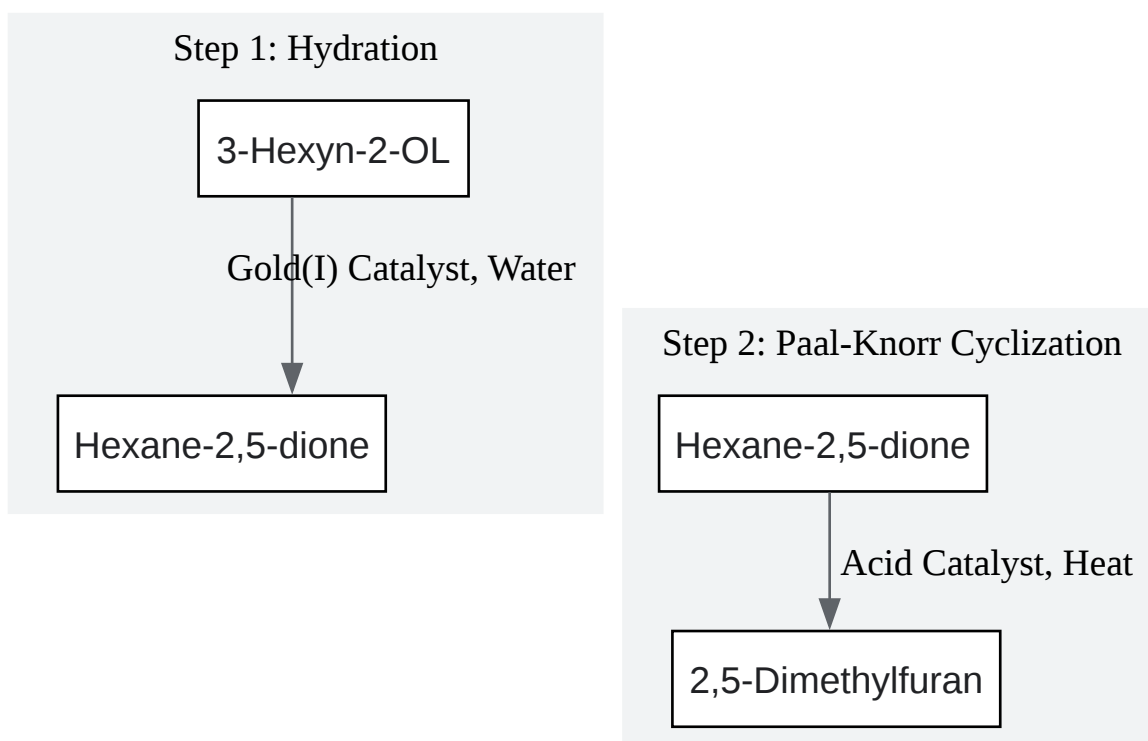 Step 1: Hydration
3-Hexyn-2-OL
Gold(I) Catalyst, Water
Hexane-2,5-dione
Step 2: Paal-Knorr Cyclization
Hexane-2,5-dione
Acid Catalyst, Heat
2,5-Dimethylfuran